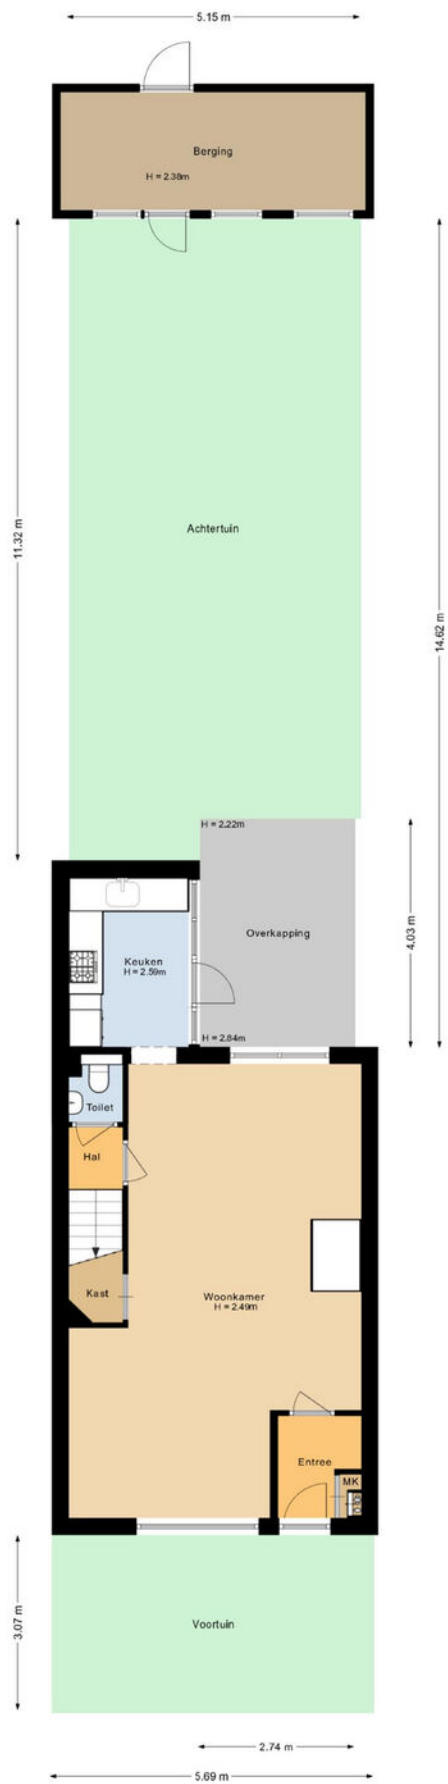 5.15 m
Berging
H = 2.38m
11.32 m
Achtertuin
14.62 m
H = 2.22m
Overkapping
4.03 m
Keuken
H = 2.59m
H = 2.84m
Toilet
Hal
Kast
Woonkamer
H = 2.49m
Entree
MK
3.07 m
Voortuin
2.74 m
5.69 m